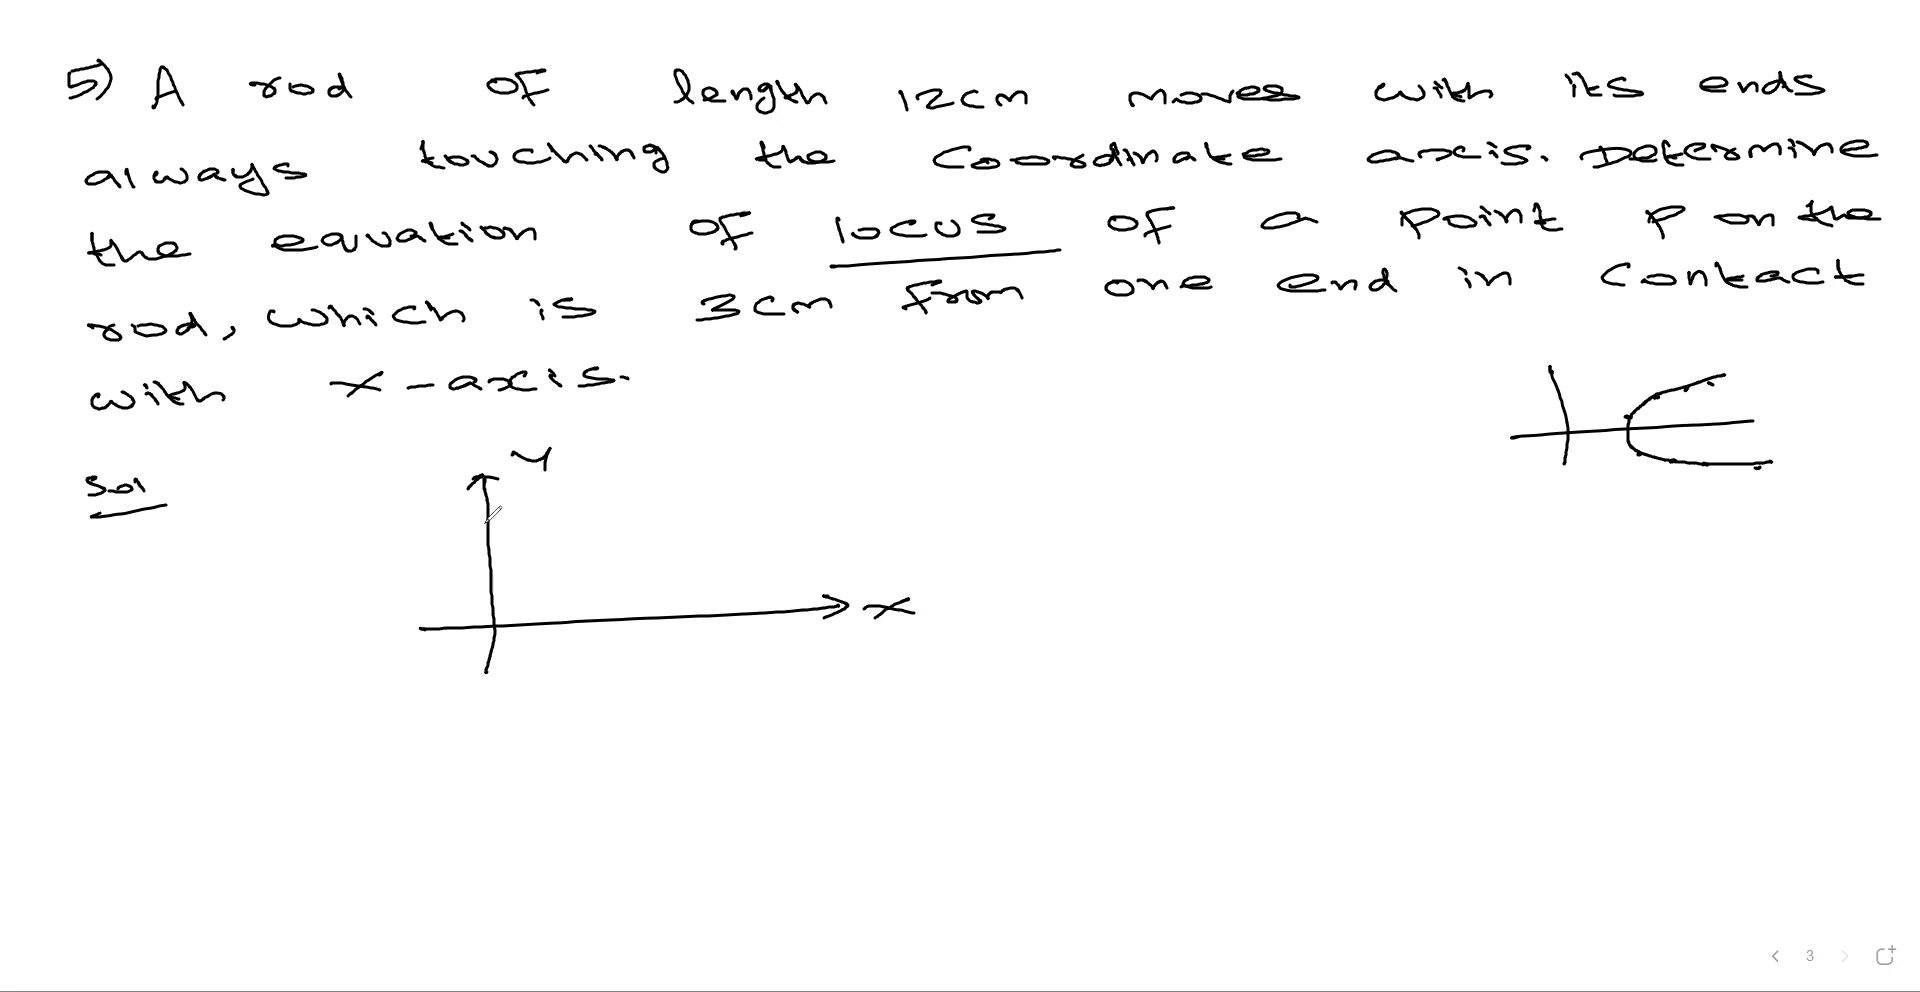 5) A rod of length 12cm moves with its ends
always touching the coordinate axis. Determine
the equation of locus of a point P on the
rod, which is 3cm from one end in contact
with x-axis.
Sol
Y
X
3